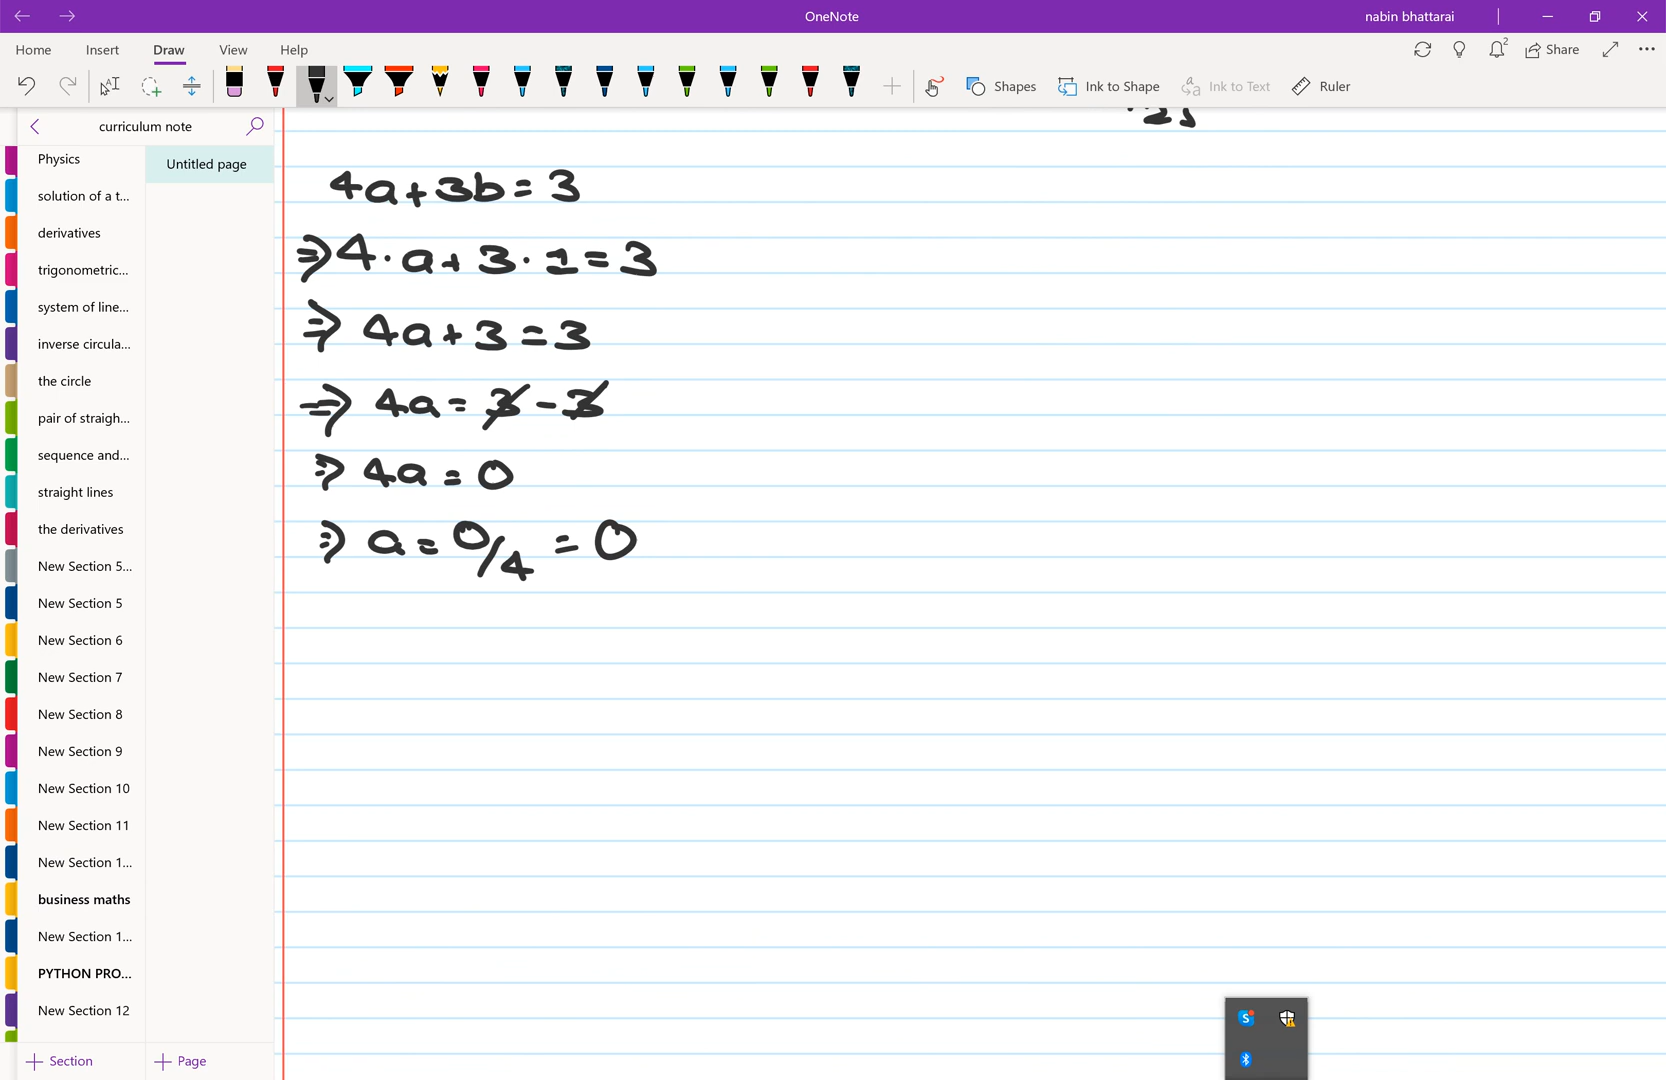 OneNote
nabin bhattarai
Home Insert Draw View Help
2
Share
Shapes
Ink to Shape
Ink to Text
Ruler
curriculum note
Untitled page
Physics
solution of a t...
derivatives
trigonometric...
system of line...
inverse circula...
the circle
pair of straigh...
sequence and...
straight lines
the derivatives
New Section 5...
New Section 5
New Section 6
New Section 7
New Section 8
New Section 9
New Section 10
New Section 11
New Section 1...
business maths
New Section 1...
PYTHON PRO...
New Section 12
+ Section
+ Page
4a+3b=3
⇒4·a+3·1=3
⇒ 4a+3=3
⇒ 4a=3-3
⇒ 4a=0
⇒ a=0/4=0